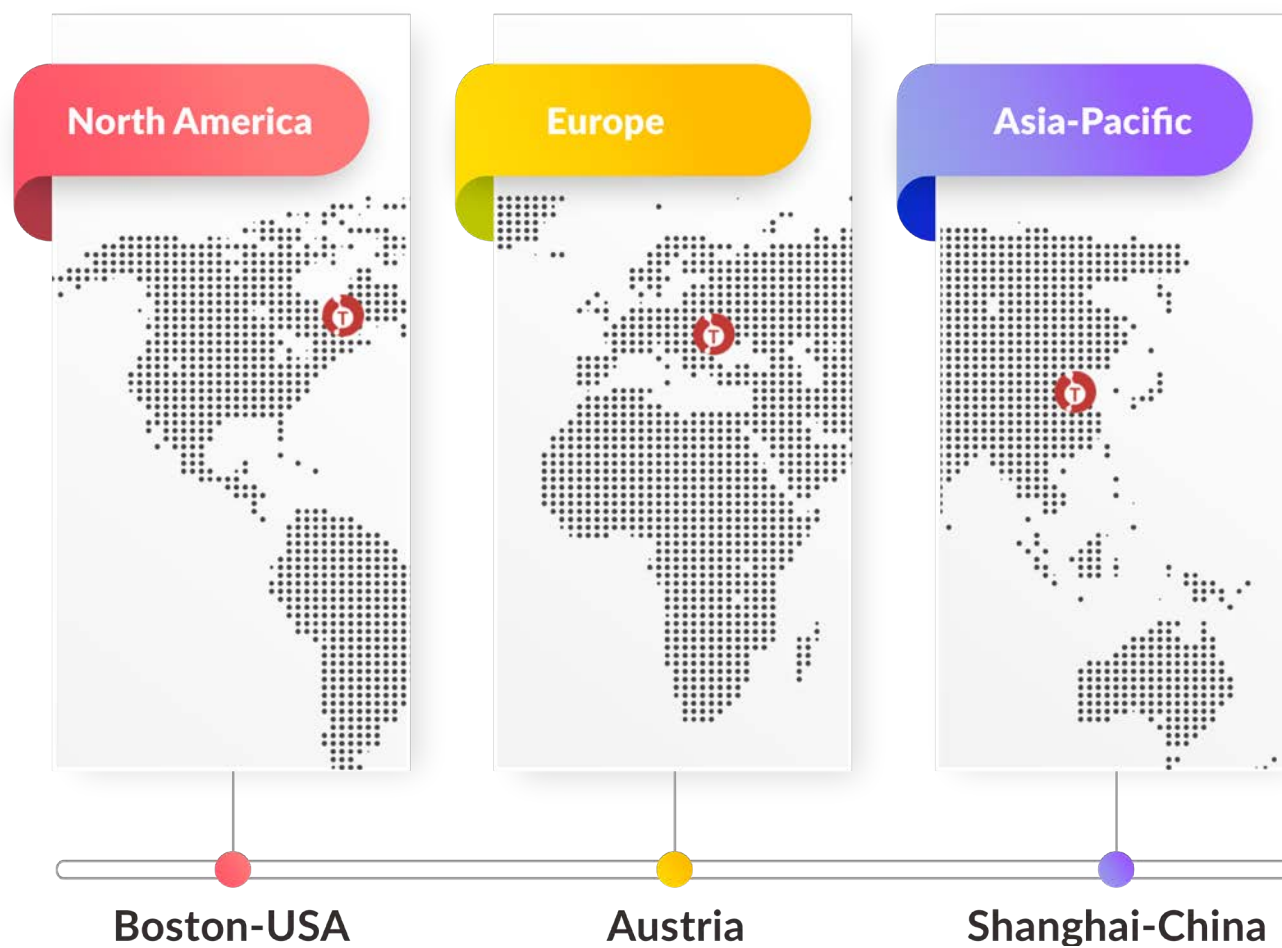 North America
Europe
Asia-Pacific
T
T
T
Boston-USA
Austria
Shanghai-China